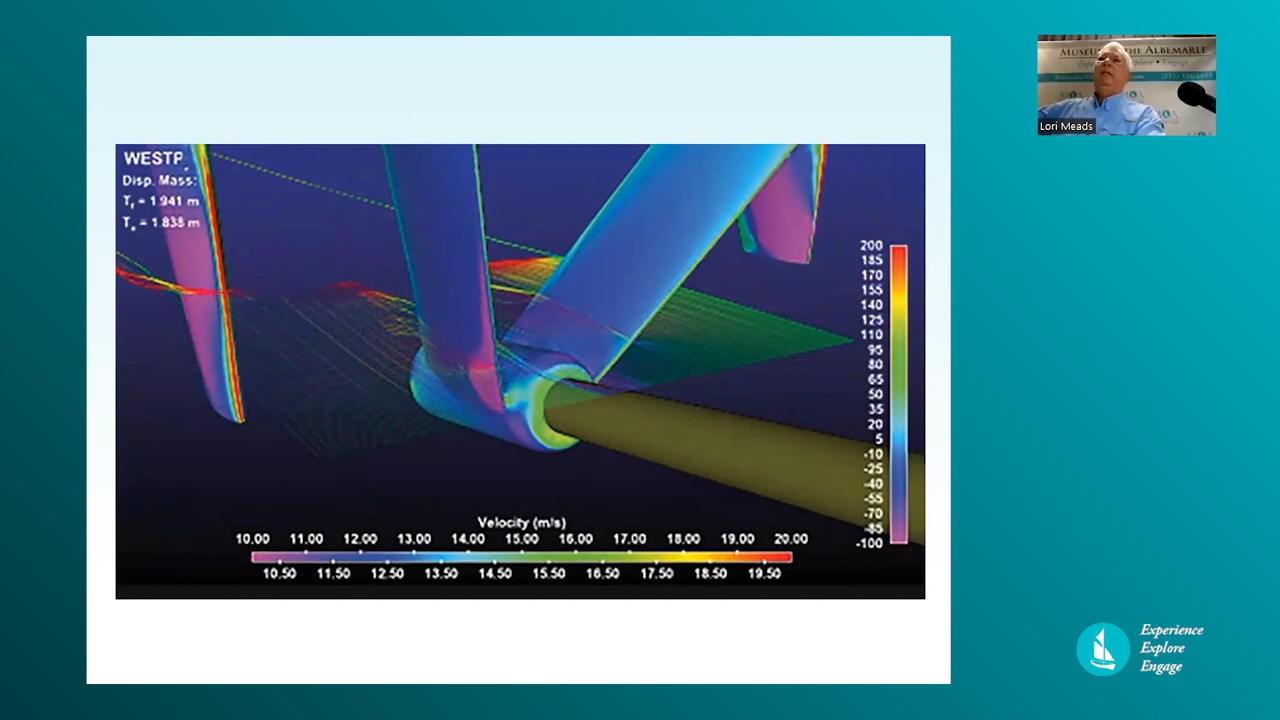 WESTP
Disp. Mass:
T = 1.941 m
T = 1.838 m
200
185
170
155
140
125
110
95
80
65
50
35
20
5
-10
-25
-40
-55
-70
-85
-100
Velocity (m/s)
10.00 11.00 12.00 13.00 14.00 15.00 16.00 17.00 18.00 19.00 20.00
10.50 11.50 12.50 13.50 14.50 15.50 16.50 17.50 18.50 19.50
THE ALBEMARLE
Lori Meads
Experience
Explore
Engage